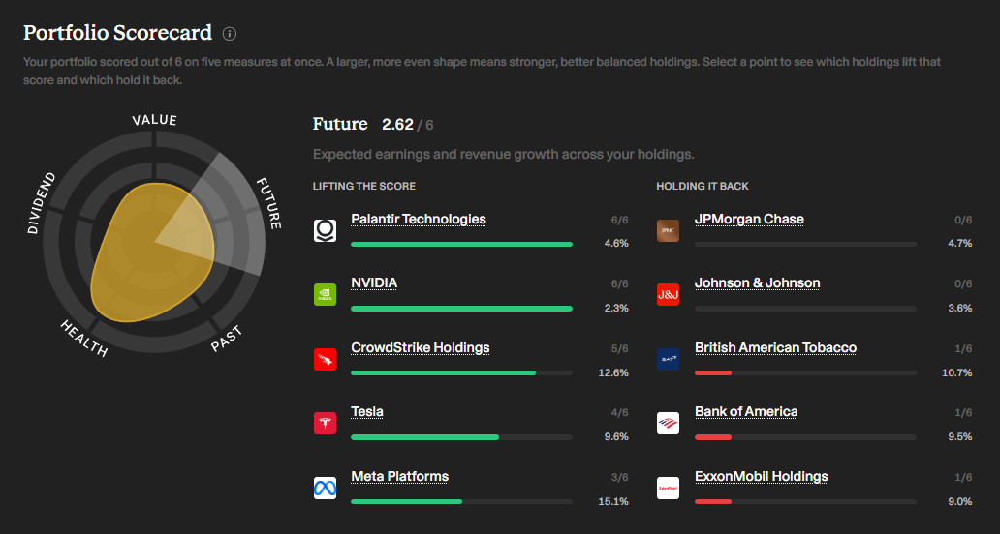 Portfolio Scorecard
Your portfolio scored out of 6 on five measures at once. A larger, more even shape means stronger, better balanced holdings. Select a point to see which holdings lift that
score and which hold it back.
VALUE
FUTURE
PAST
HEALTH
DIVIDEND
Future 2.62 / 6
Expected earnings and revenue growth across your holdings.
LIFTING THE SCORE
Palantir Technologies 6/6
4.6%
NVIDIA 6/6
2.3%
CrowdStrike Holdings 5/6
12.6%
Tesla 4/6
9.6%
Meta Platforms 3/6
15.1%
HOLDING IT BACK
JPMorgan Chase 0/6
4.7%
J&J
Johnson & Johnson 0/6
3.6%
British American Tobacco 1/6
10.7%
Bank of America 1/6
9.5%
ExxonMobil Holdings 1/6
9.0%